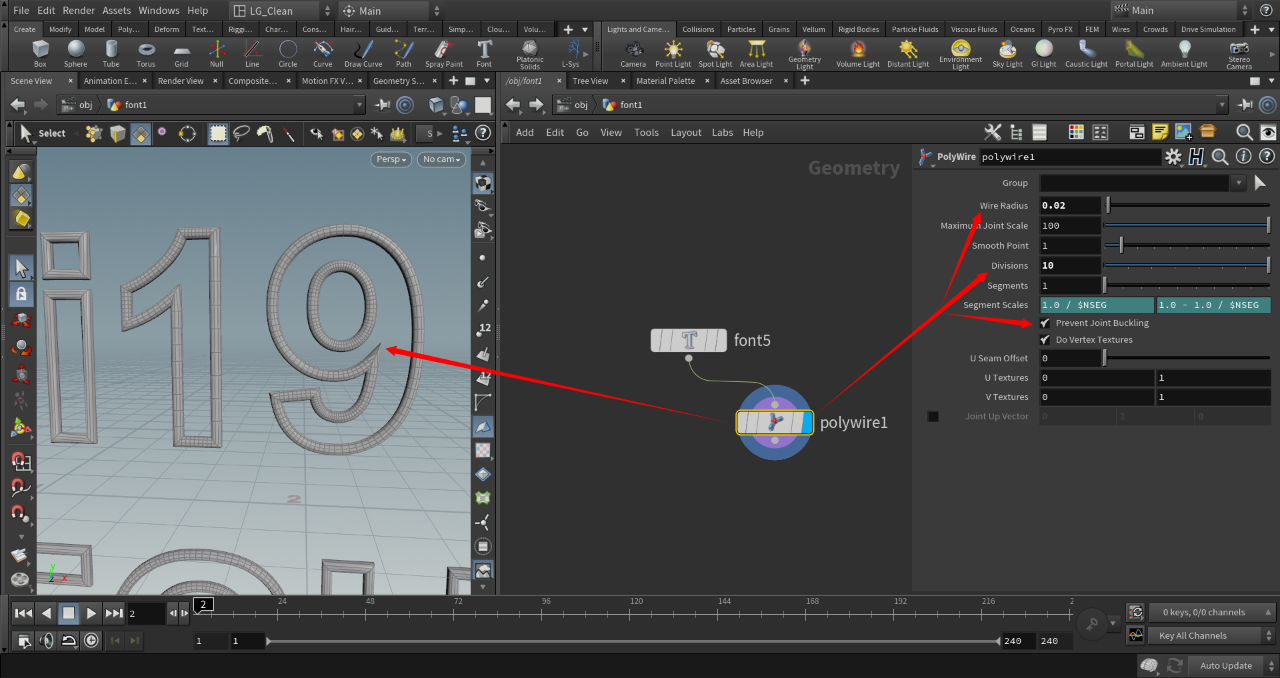 File Edit Render Assets Windows Help LG_Clean Main Main
Create Modify Model Poly... Deform Text... Riggi... Char... Cons... Hair... Guid... Terr... Simp... Clou... Volu... Lights and Came... Collisions Particles Grains Vellum Rigid Bodies Particle Fluids Viscous Fluids Oceans Pyro FX FEM Wires Crowds Drive Simulation
Box Sphere Tube Torus Grid Null Line Circle Curve Draw Curve Path Spray Paint Font Platonic Solids L-Sys Camera Point Light Spot Light Area Light Geometry Light Volume Light Distant Light Environment Light Sky Light GI Light Caustic Light Portal Light Ambient Light Stereo Camera
Scene View Animation E... Render View Composite... Motion FX V... Geometry S... /obj/font1 Tree View Material Palette Asset Browser
obj font1 obj font1
Select S
Add Edit Go View Tools Layout Labs Help
Persp No cam
Geometry
PolyWire polywire1
Group
Wire Radius 0.02
Maximum Joint Scale 100
Smooth Point 1
Divisions 10
Segments 1
Segment Scales 1.0 / $NSEG 1.0 - 1.0 / $NSEG
Prevent Joint Buckling
Do Vertex Textures
U Seam Offset 0
U Textures 0 1
V Textures 0 1
Joint Up Vector 0 1 0
12
12
i19
font5
polywire1
2
y
x
2 2 24 48 72 96 120 144 168 192 216 2
0 keys, 0/0 channels
1 1 240 240 Key All Channels
Auto Update